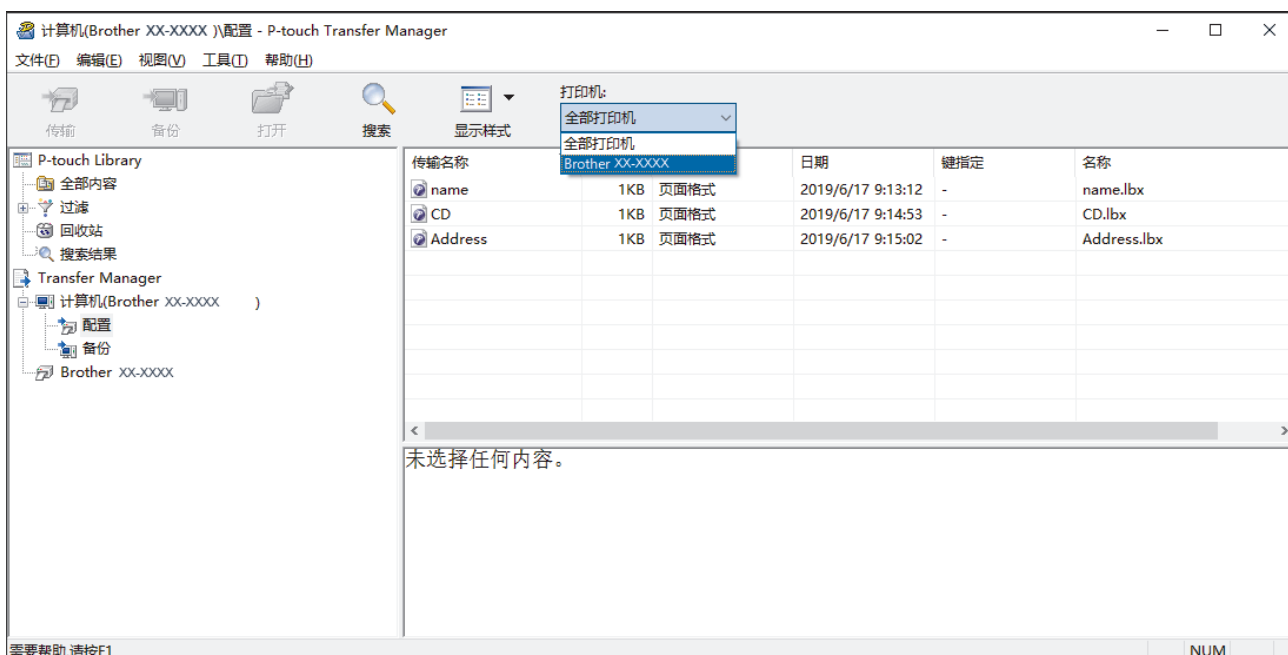 计算机(Brother XX-XXXX )\配置 - P-touch Transfer Manager
文件(F) 编辑(E) 视图(V) 工具(T) 帮助(H)
传输 备份 打开 搜索 显示样式
打印机:
全部打印机
全部打印机
Brother XX-XXXX
P-touch Library
全部内容
过滤
回收站
搜索结果
Transfer Manager
计算机(Brother XX-XXXX )
配置
备份
Brother XX-XXXX
传输名称 日期 键指定 名称
name 1KB 页面格式 2019/6/17 9:13:12 - name.lbx
CD 1KB 页面格式 2019/6/17 9:14:53 - CD.lbx
Address 1KB 页面格式 2019/6/17 9:15:02 - Address.lbx
未选择任何内容。
需要帮助 请按F1
NUM